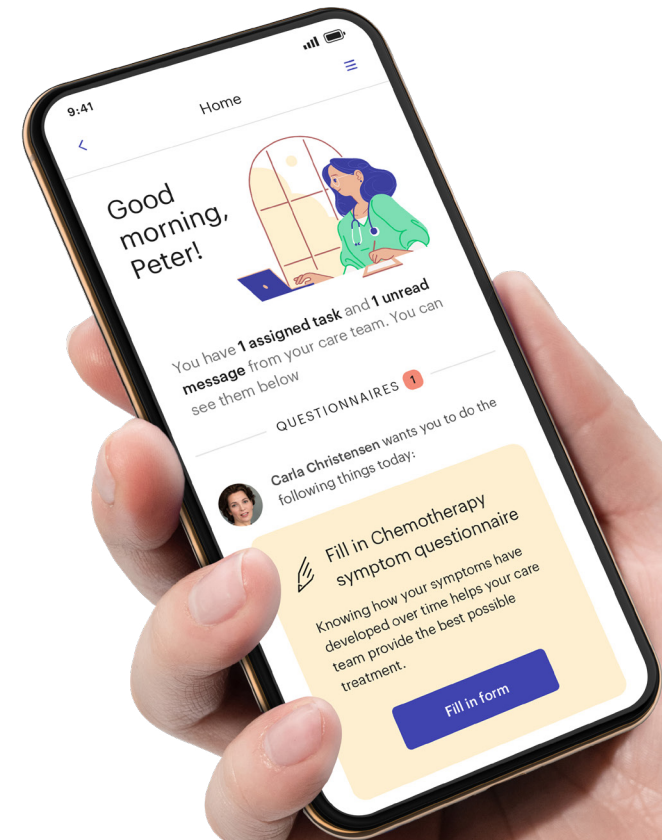 9:41
Home
Good
morning,
Peter!
You have 1 assigned task and 1 unread
message from your care team. You can
see them below
QUESTIONNAIRES 1
Carla Christensen wants you to do the
following things today:
Fill in Chemotherapy
symptom questionnaire
Knowing how your symptoms have
developed over time helps your care
team provide the best possible
treatment.
Fill in form